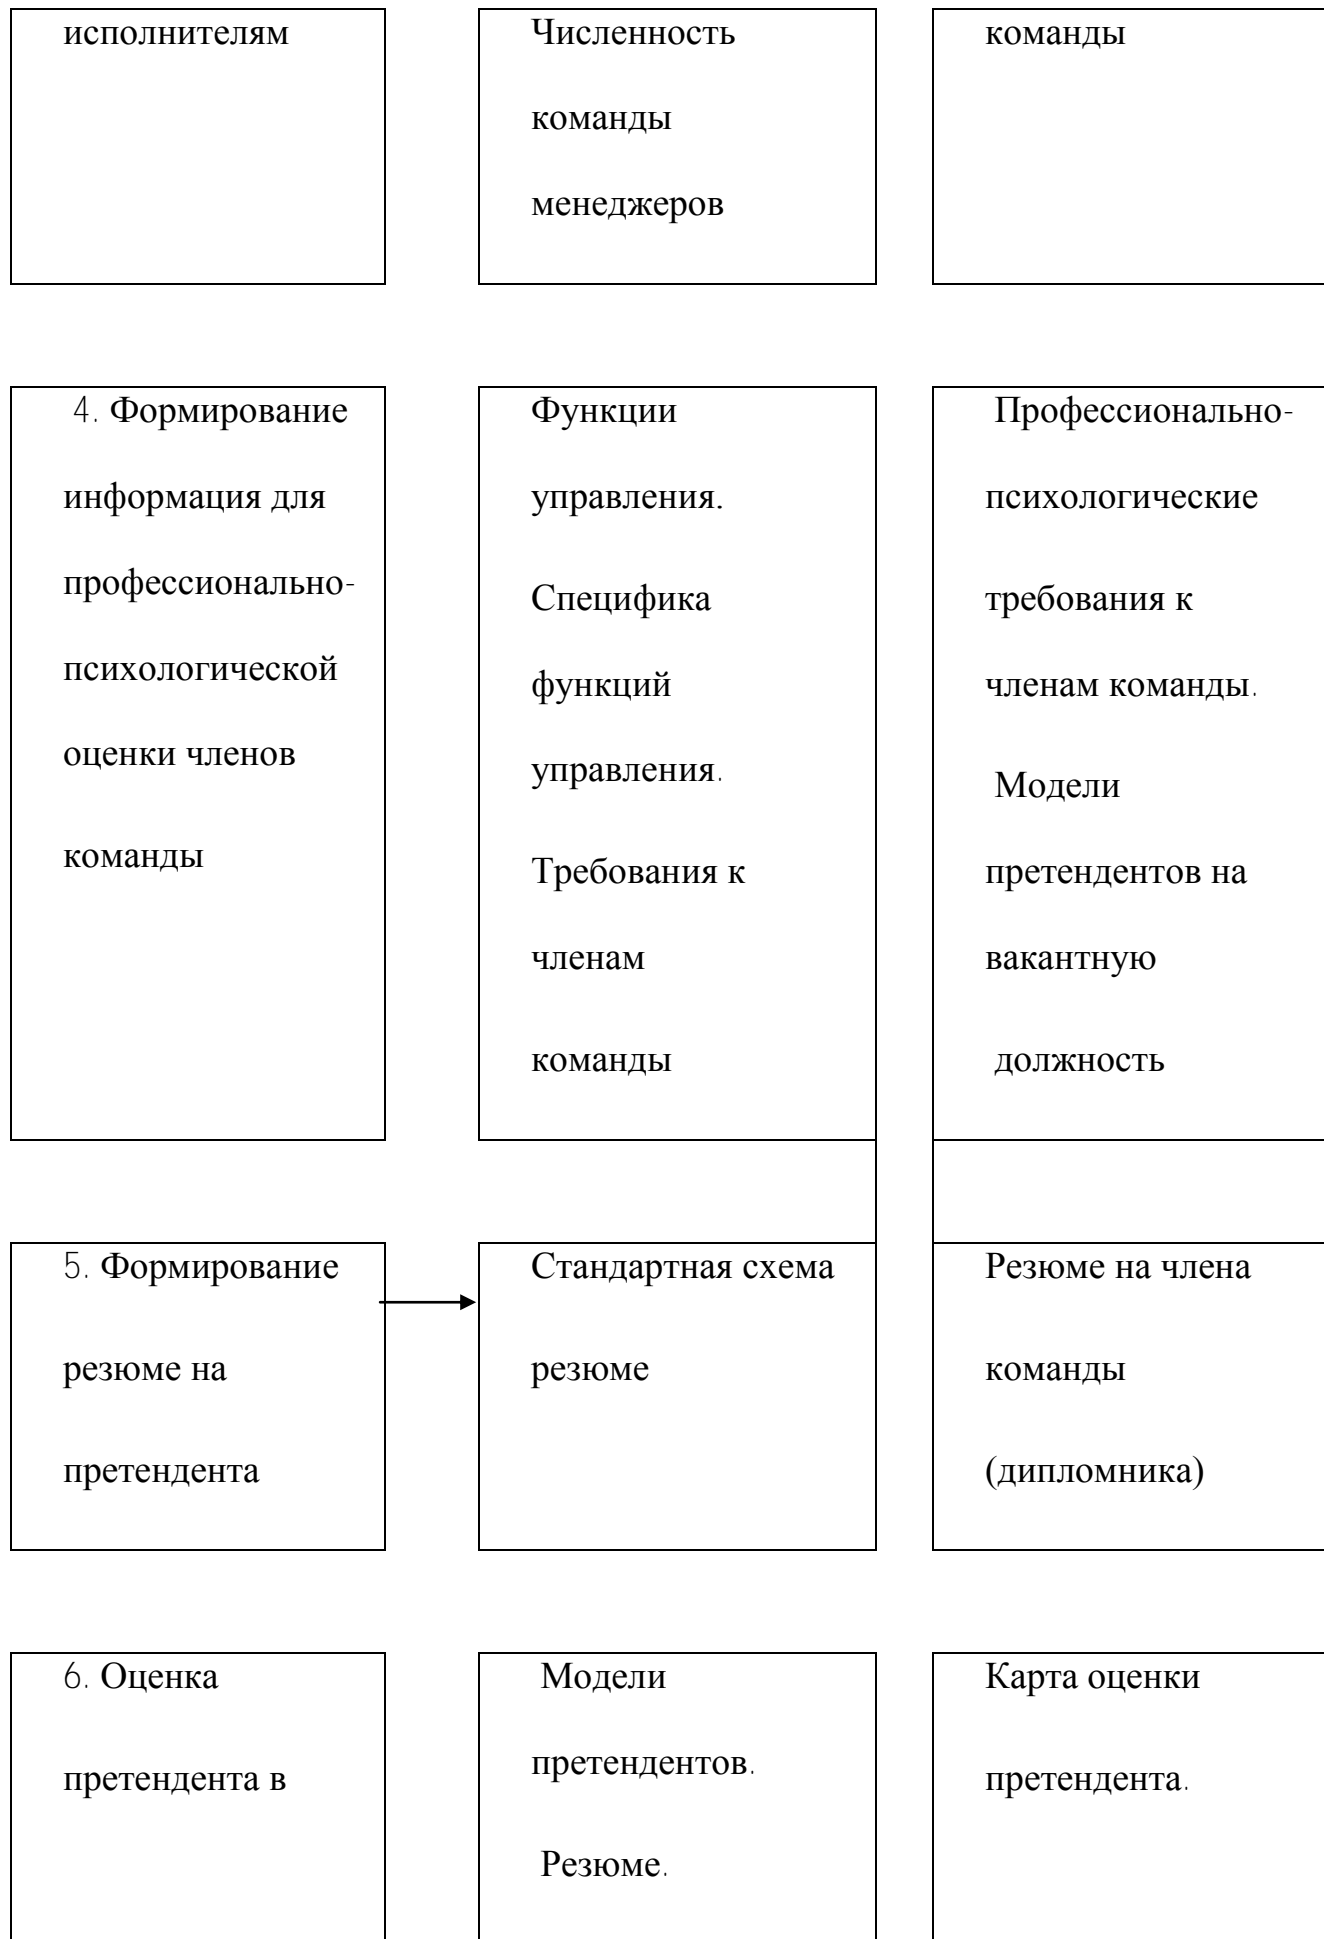 исполнителям
Численность
команды
менеджеров
команды
4. Формирование
информация для
профессионально-
психологической
оценки членов
команды
Функции
управления.
Специфика
функций
управления.
Требования к
членам
команды
Профессионально-
психологические
требования к
членам команды.
Модели
претендентов на
вакантную
должность
5. Формирование
резюме на
претендента
Стандартная схема
резюме
Резюме на члена
команды
(дипломника)
6. Оценка
претендента в
Модели
претендентов.
Резюме.
Карта оценки
претендента.